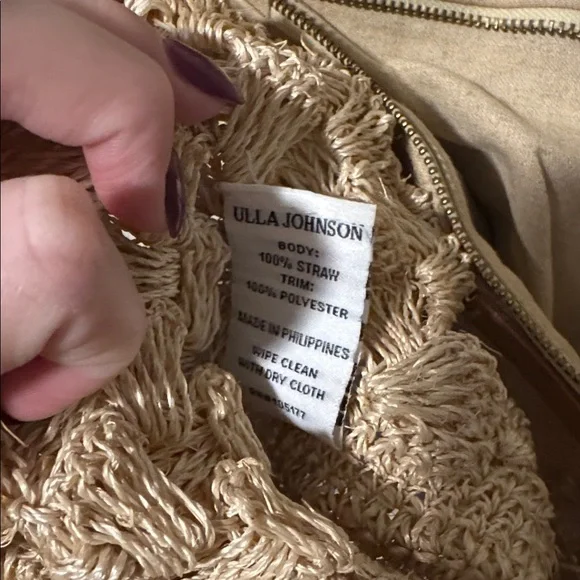 ULLA JOHNSON
BODY:
100% STRAW
TRIM:
100% POLYESTER
MADE IN PHILIPPINES
WIPE CLEAN
WITH DRY CLOTH